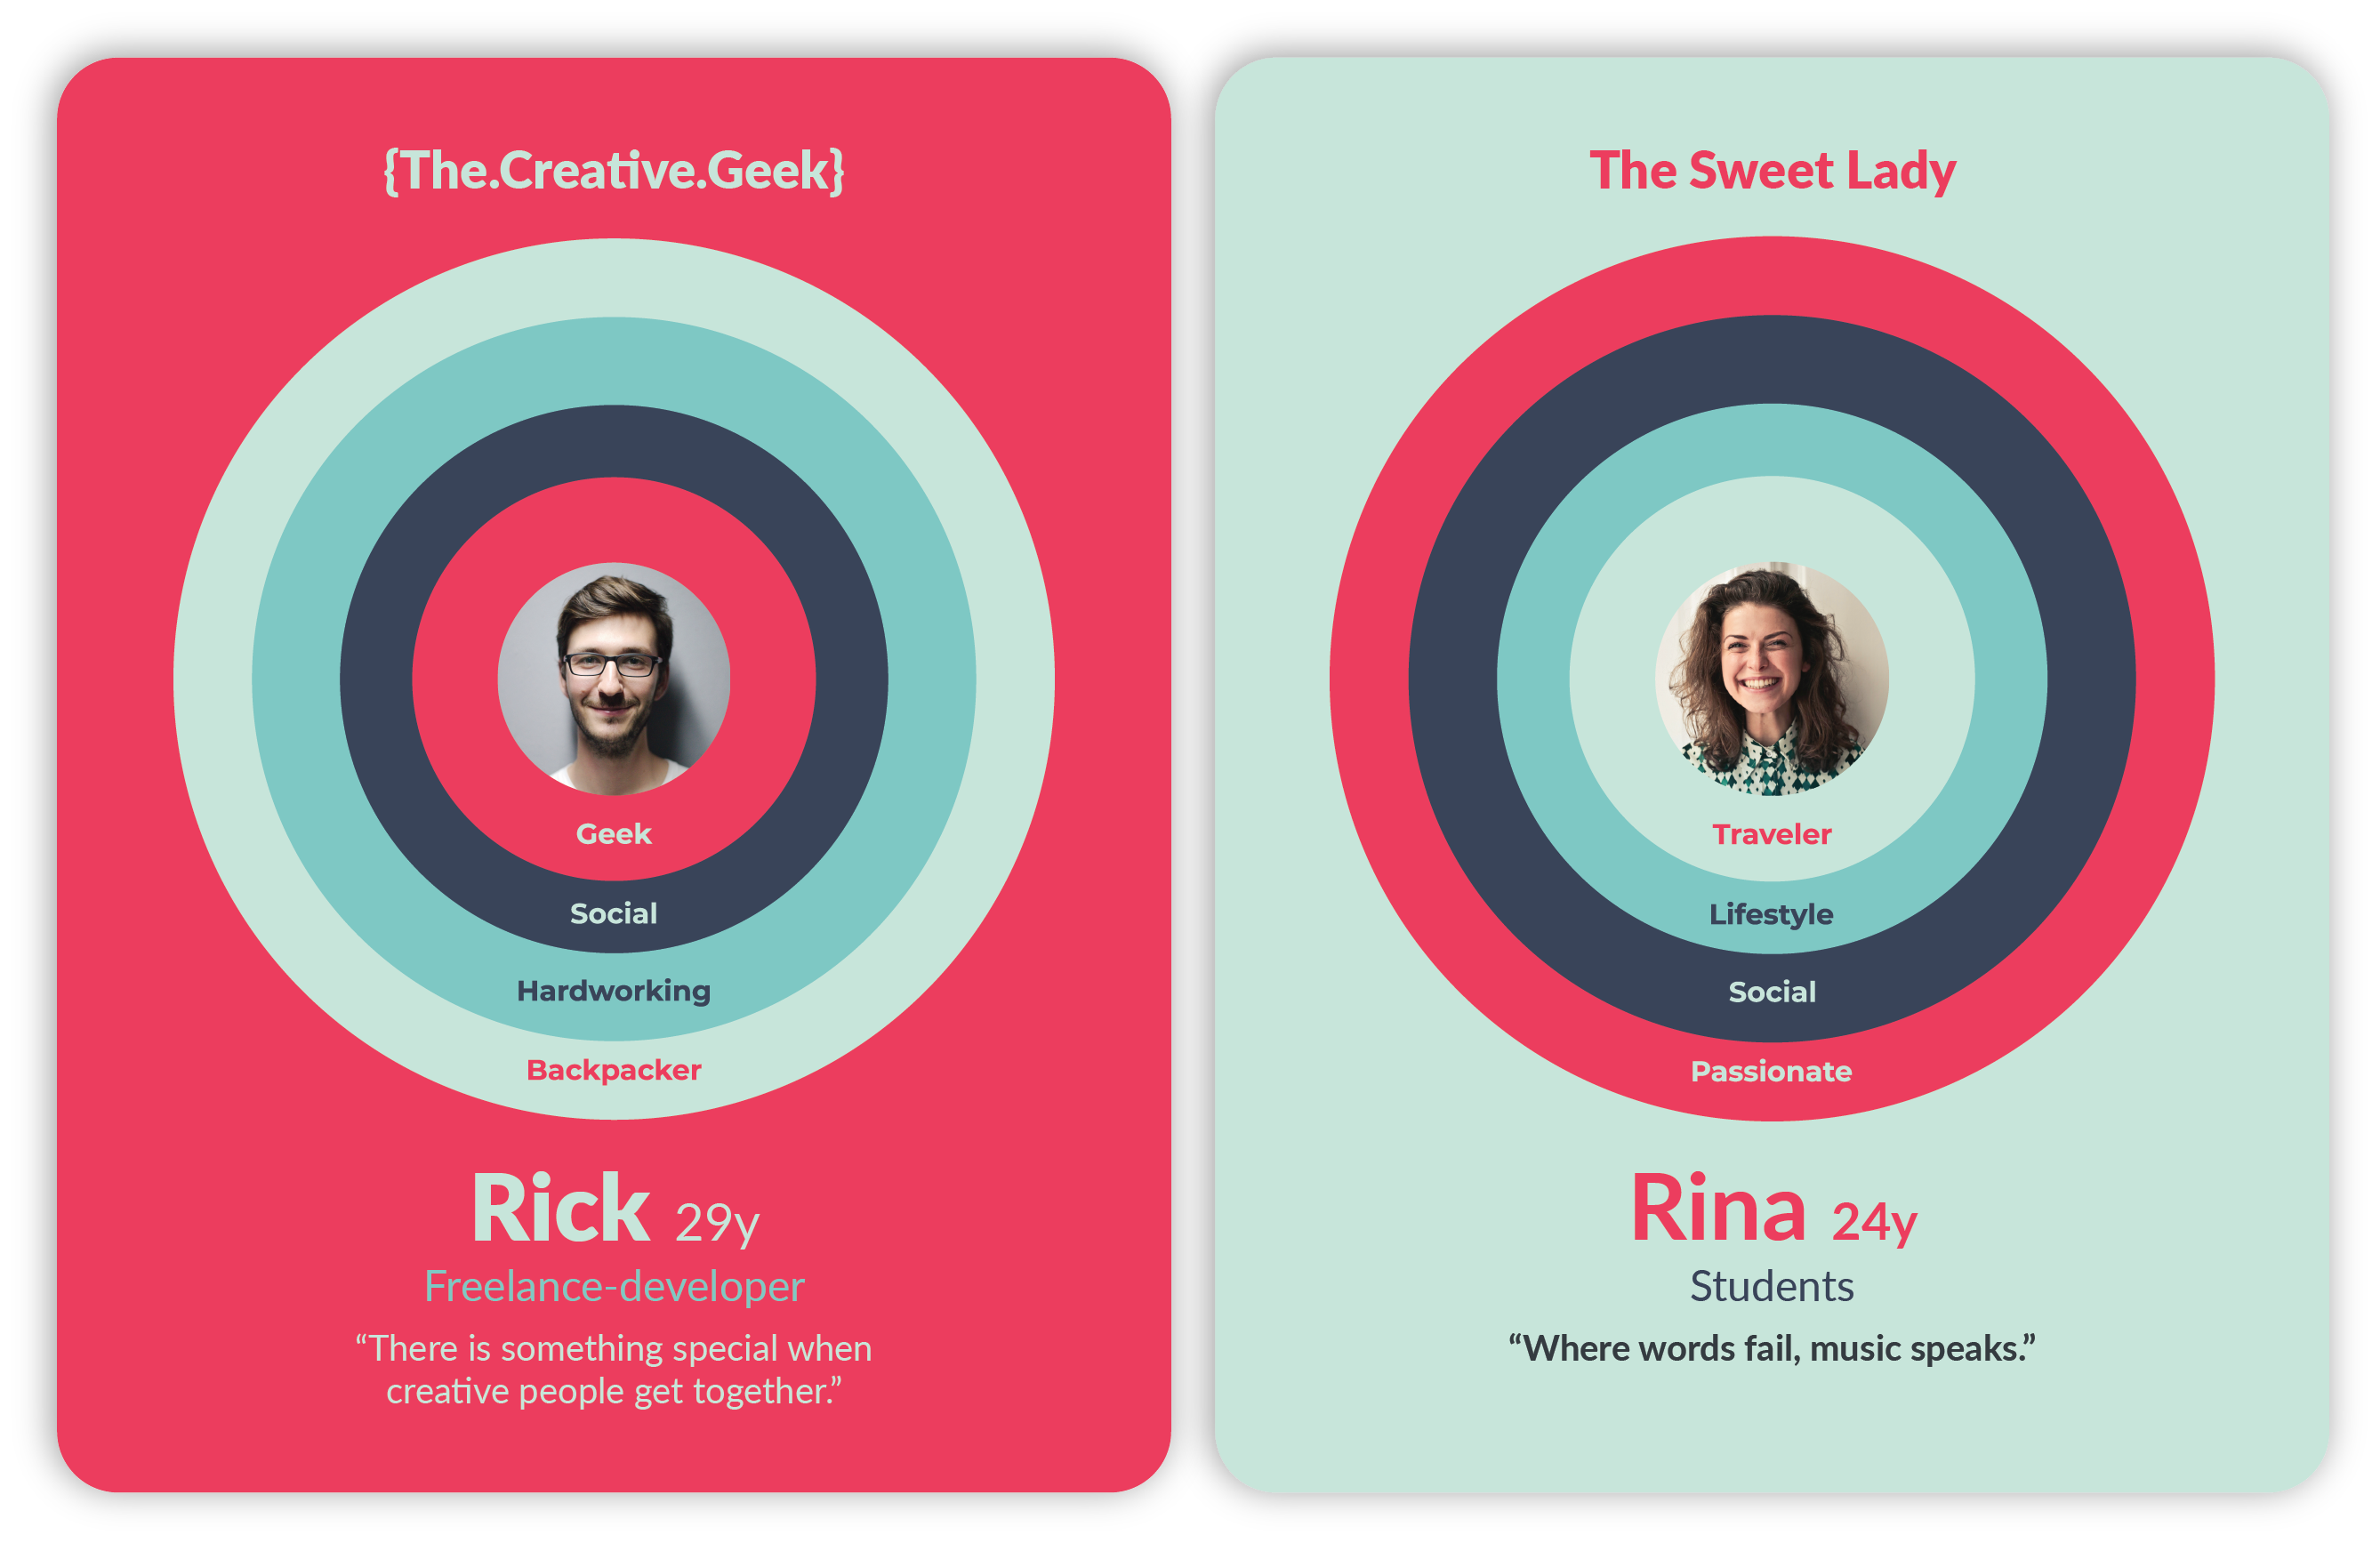 {The.Creative.Geek}
Geek
Social
Hardworking
Backpacker
Rick 29y
Freelance-developer
“There is something special when
creative people get together.”
The Sweet Lady
Traveler
Lifestyle
Social
Passionate
Rina 24y
Students
“Where words fail, music speaks.”